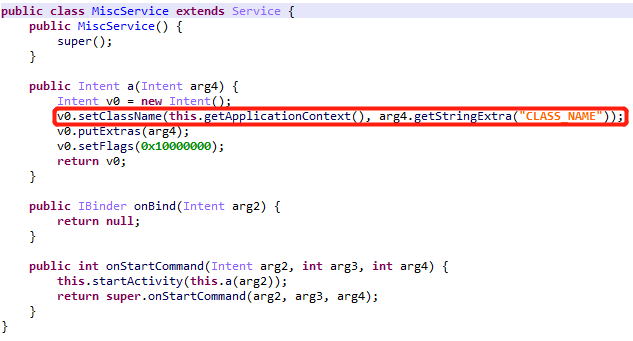 public class MiscService extends Service {
    public MiscService() {
        super();
    }

    public Intent a(Intent arg4) {
        Intent v0 = new Intent();
        v0.setClassName(this.getApplicationContext(), arg4.getStringExtra("CLASS_NAME"));
        v0.putExtras(arg4);
        v0.setFlags(0x10000000);
        return v0;
    }

    public IBinder onBind(Intent arg2) {
        return null;
    }

    public int onStartCommand(Intent arg2, int arg3, int arg4) {
        this.startActivity(this.a(arg2));
        return super.onStartCommand(arg2, arg3, arg4);
    }
}